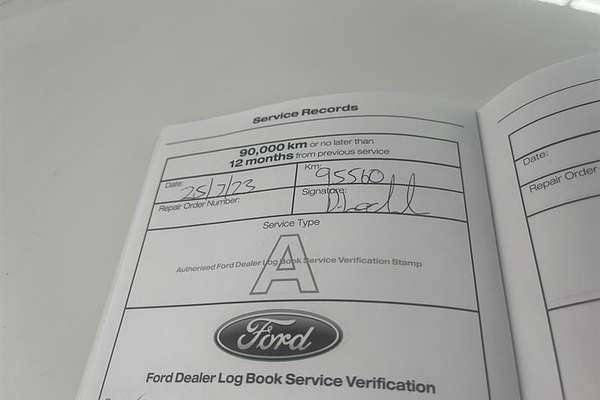 Service Records
90,000 km or no later than
12 months from previous service
Date: 25/7/23
Km: 95560
Repair Order Number:
Signature:
Service Type
A
Authorised Ford Dealer Log Book Service Verification Stamp
Ford
Ford Dealer Log Book Service Verification
Date:
Repair Order